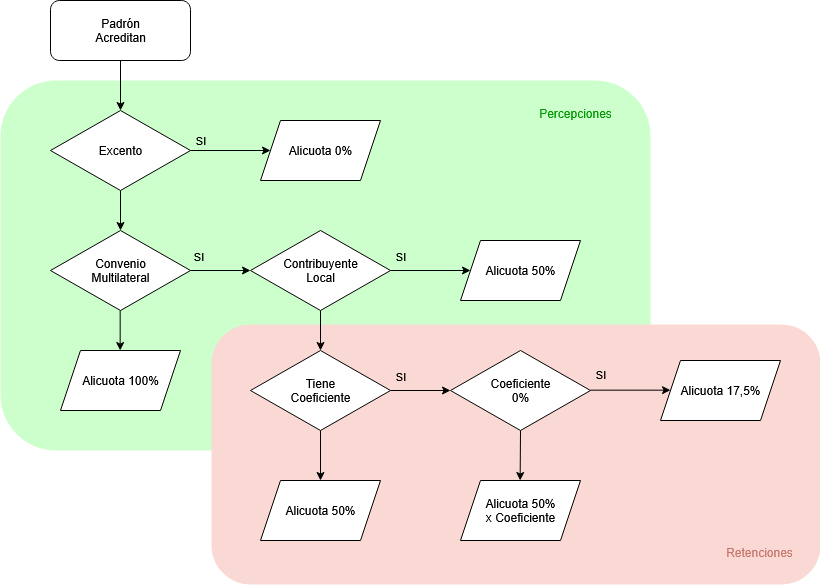 Padrón
Acreditan
Percepciones
Excento
SI
Alicuota 0%
Convenio
Multilateral
SI
Contribuyente
Local
SI
Alicuota 50%
Alicuota 100%
Tiene
Coeficiente
SI
Coeficiente
0%
SI
Alicuota 17,5%
Alicuota 50%
Alicuota 50%
x Coeficiente
Retenciones